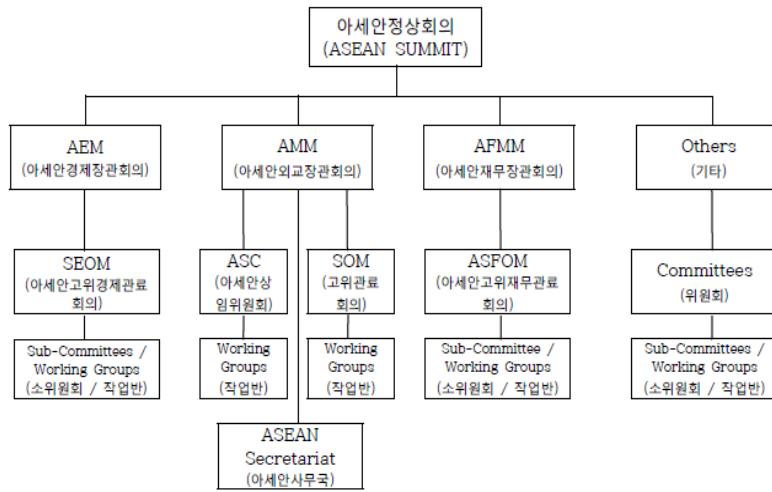 아세안정상회의
(ASEAN SUMMIT)
AEM
(아세안경제장관회의)
AMM
(아세안외교장관회의)
AFMM
(아세안재무장관회의)
Others
(기타)
SEOM
(아세안고위경제관료
회의)
ASC
(아세안상
임위원회)
SOM
(고위관료
회의)
ASFOM
(아세안고위재무관료
회의)
Committees
(위원회)
Sub-Committees /
Working Groups
(소위원회 / 작업반)
Working
Groups
(작업반)
Working
Groups
(작업반)
Sub-Committee /
Working Groups
(소위원회 / 작업반)
Sub-Committees /
Working Groups
(소위원회 / 작업반)
ASEAN
Secretariat
(아세안사무국)